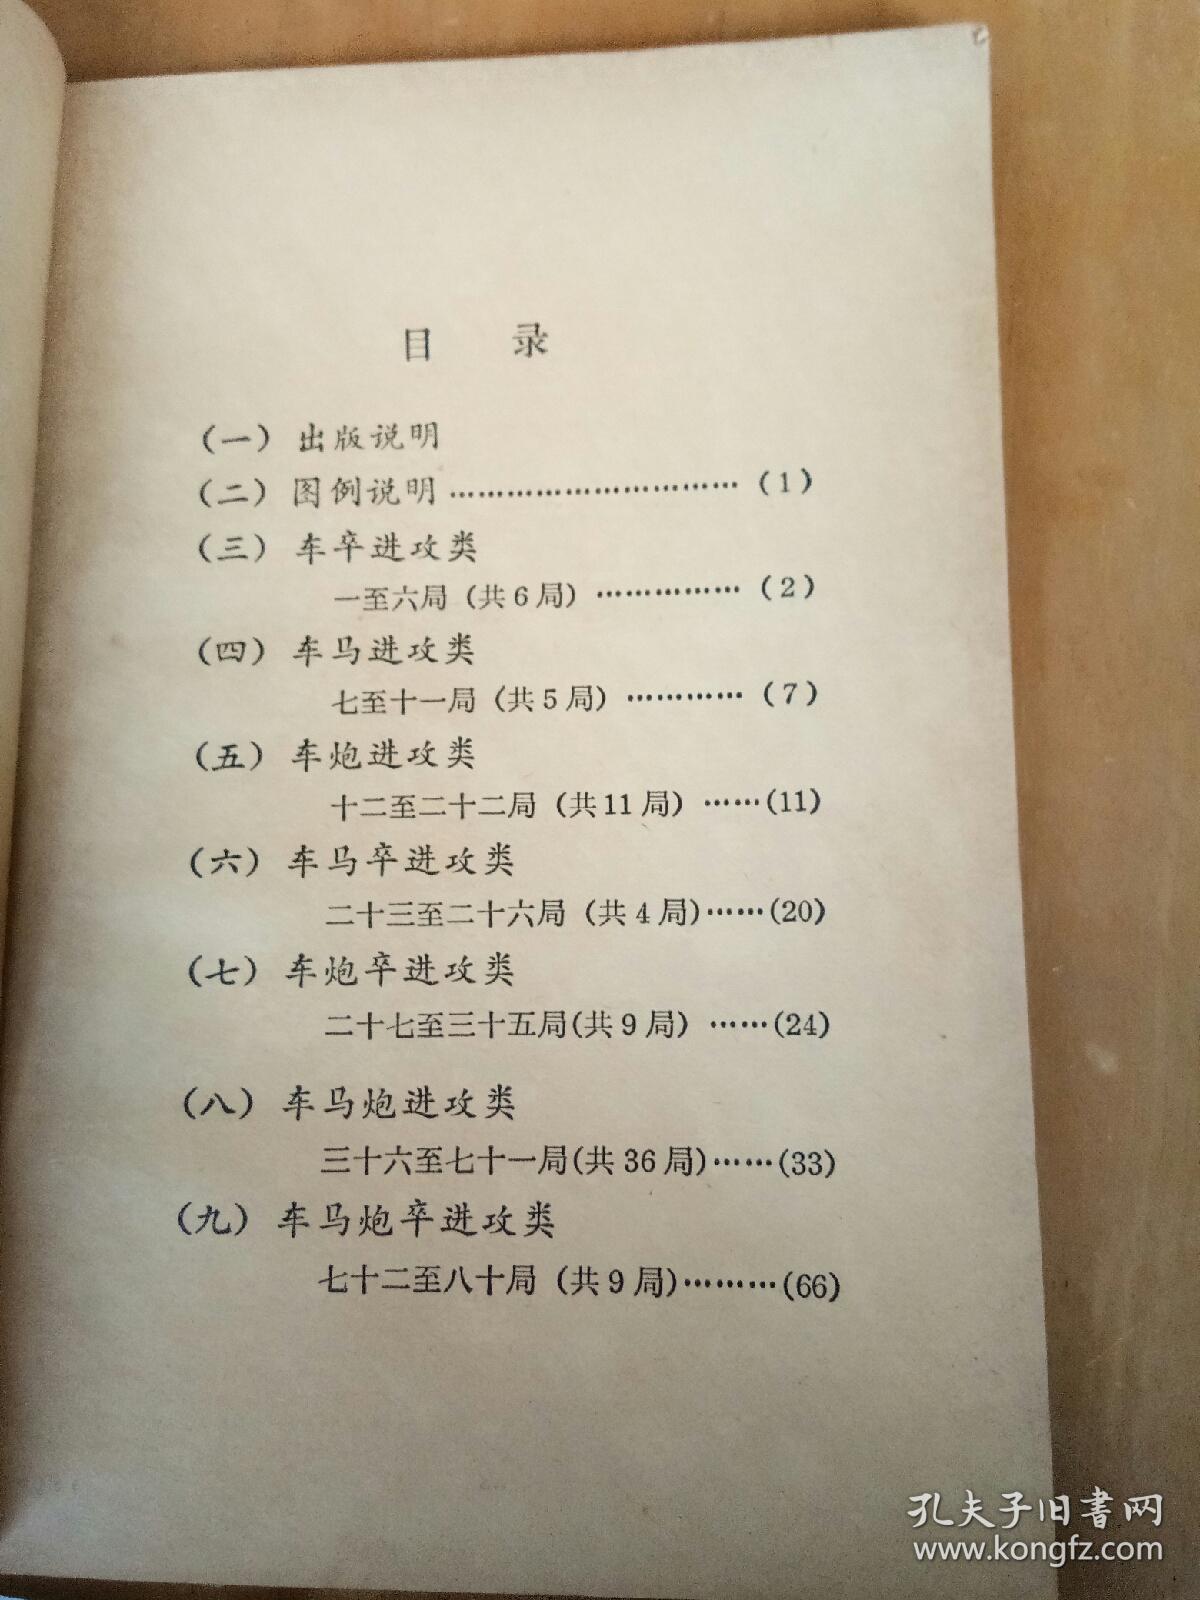 目 录
(一) 出版说明
(二) 图例说明……………………………(1)
(三) 车卒进攻类
一至六局 (共6局) ……………(2)
(四) 车马进攻类
七至十一局 (共5局) …………(7)
(五) 车炮进攻类
十二至二十二局 (共11局) ……(11)
(六) 车马卒进攻类
二十三至二十六局 (共4局)……(20)
(七) 车炮卒进攻类
二十七至三十五局(共9局) ……(24)
(八) 车马炮进攻类
三十六至七十一局(共36局)……(33)
(九) 车马炮卒进攻类
七十二至八十局 (共9局)………(66)
孔夫子旧書网
www.kongfz.com